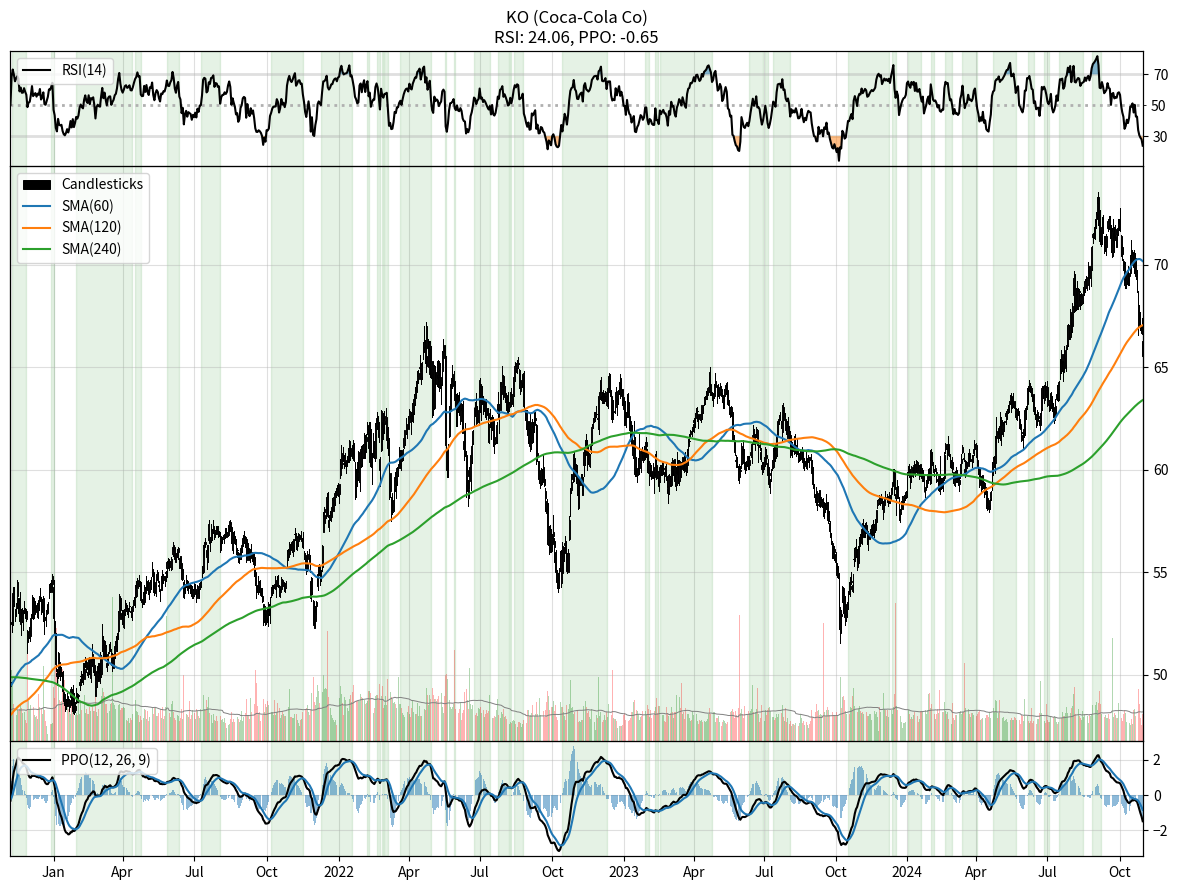 KO (Coca-Cola Co)
RSI: 24.06, PPO: -0.65
RSI(14)
70
50
30
Candlesticks
SMA(60)
SMA(120)
SMA(240)
70
65
60
55
50
PPO(12, 26, 9)
2
0
−2
Jan Apr Jul Oct 2022 Apr Jul Oct 2023 Apr Jul Oct 2024 Apr Jul Oct